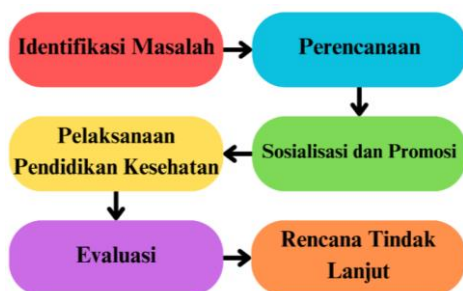 Identifikasi Masalah
Perencanaan
Sosialisasi dan Promosi
Pelaksanaan
Pendidikan Kesehatan
Evaluasi
Rencana Tindak
Lanjut